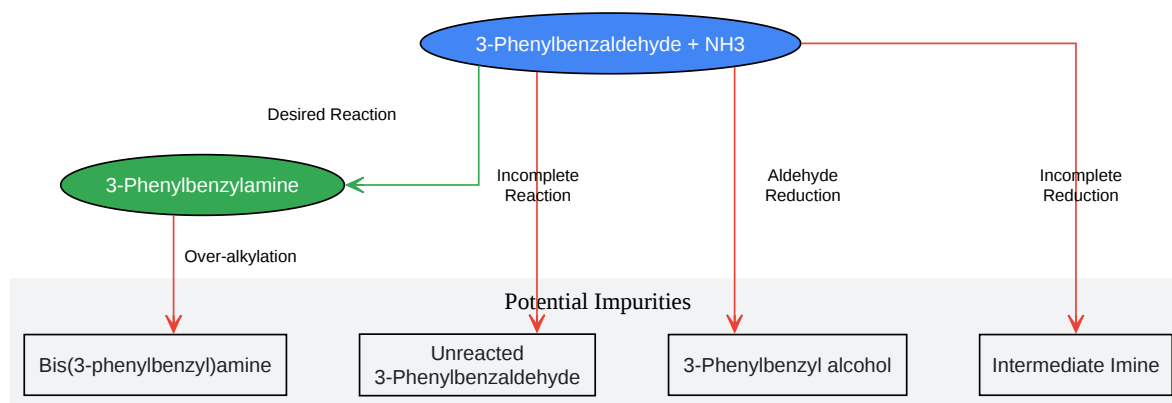 3-Phenylbenzaldehyde + NH3
Desired Reaction
3-Phenylbenzylamine
Incomplete
Reaction
Aldehyde
Reduction
Incomplete
Reduction
Over-alkylation
Potential Impurities
Bis(3-phenylbenzyl)amine
Unreacted
3-Phenylbenzaldehyde
3-Phenylbenzyl alcohol
Intermediate Imine